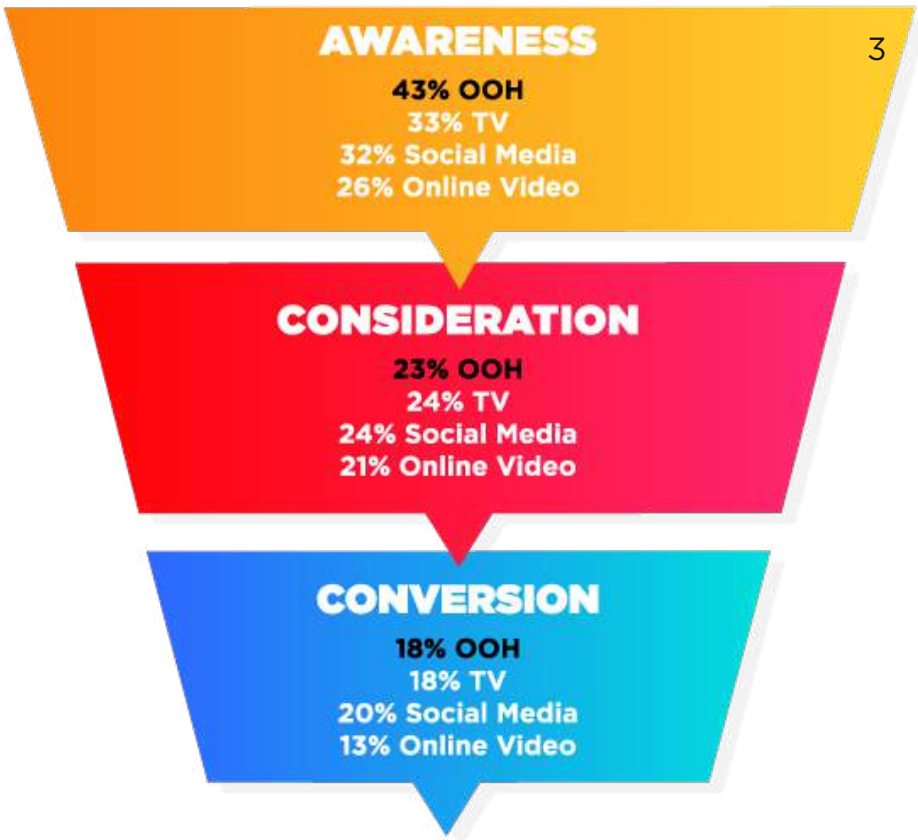 AWARENESS
3
43% OOH
33% TV
32% Social Media
26% Online Video
CONSIDERATION
23% OOH
24% TV
24% Social Media
21% Online Video
CONVERSION
18% OOH
18% TV
20% Social Media
13% Online Video